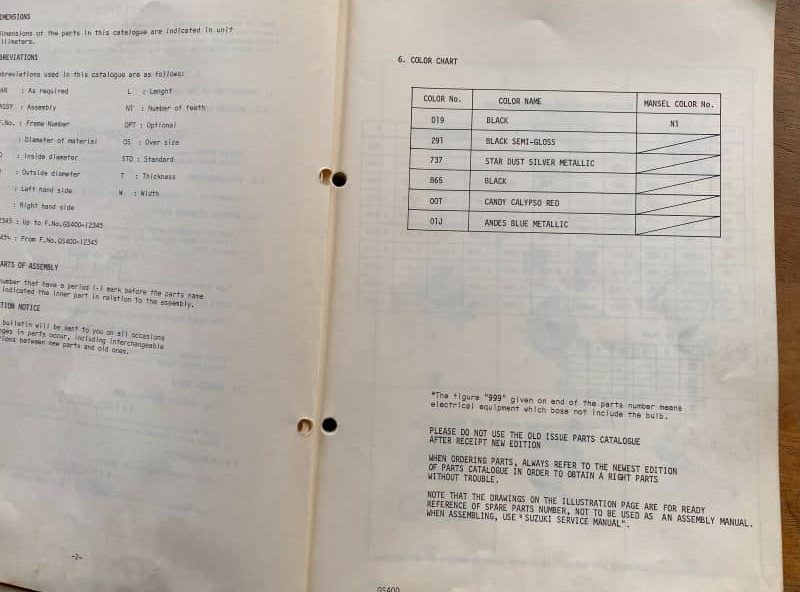 IMENSIONS
imensions of the parts in this catalogue are indicated in unit
illimeters.
BREVIATIONS
breviations used in this catalogue are as follows:
AR : As required
ASSY : Assembly
F.No. : Frame Number
: Diameter of material
: Inside diameter
: Outside diameter
: Left hand side
: Right hand side
2345 : Up to F.No.GS400-12345
: From F.No.GS400-12345
L : Lenght
NT : Number of teeth
OPT : Optional
OS : Over size
STD : Standard
T : Thickness
W : Width
ARTS OF ASSEMBLY
number that have a period (.) mark before the parts name
indicated the inner part in relation to the assembly.
TION NOTICE
bulletin will be sent to you on all occasions
nges in parts occur, including interchangeable
tions between new parts and old ones.
-2-
6. COLOR CHART
COLOR No. COLOR NAME MANSEL COLOR No.
019 BLACK N1
291 BLACK SEMI-GLOSS
737 STAR DUST SILVER METALLIC
865 BLACK
00T CANDY CALYPSO RED
01J ANDES BLUE METALLIC
*The figure "999" given on end of the parts number means
electrical equipment which bose not include the bulb.
PLEASE DO NOT USE THE OLD ISSUE PARTS CATALOGUE
AFTER RECEIPT NEW EDITION
WHEN ORDERING PARTS, ALWAYS REFER TO THE NEWEST EDITION
OF PARTS CATALOGUE IN ORDER TO OBTAIN A RIGHT PARTS
WITHOUT TROUBLE.
NOTE THAT THE DRAWINGS ON THE ILLUSTRATION PAGE ARE FOR READY
REFERENCE OF SPARE PARTS NUMBER, NOT TO BE USED AS AN ASSEMBLY MANUAL.
WHEN ASSEMBLING, USE "SUZUKI SERVICE MANUAL".
GS400